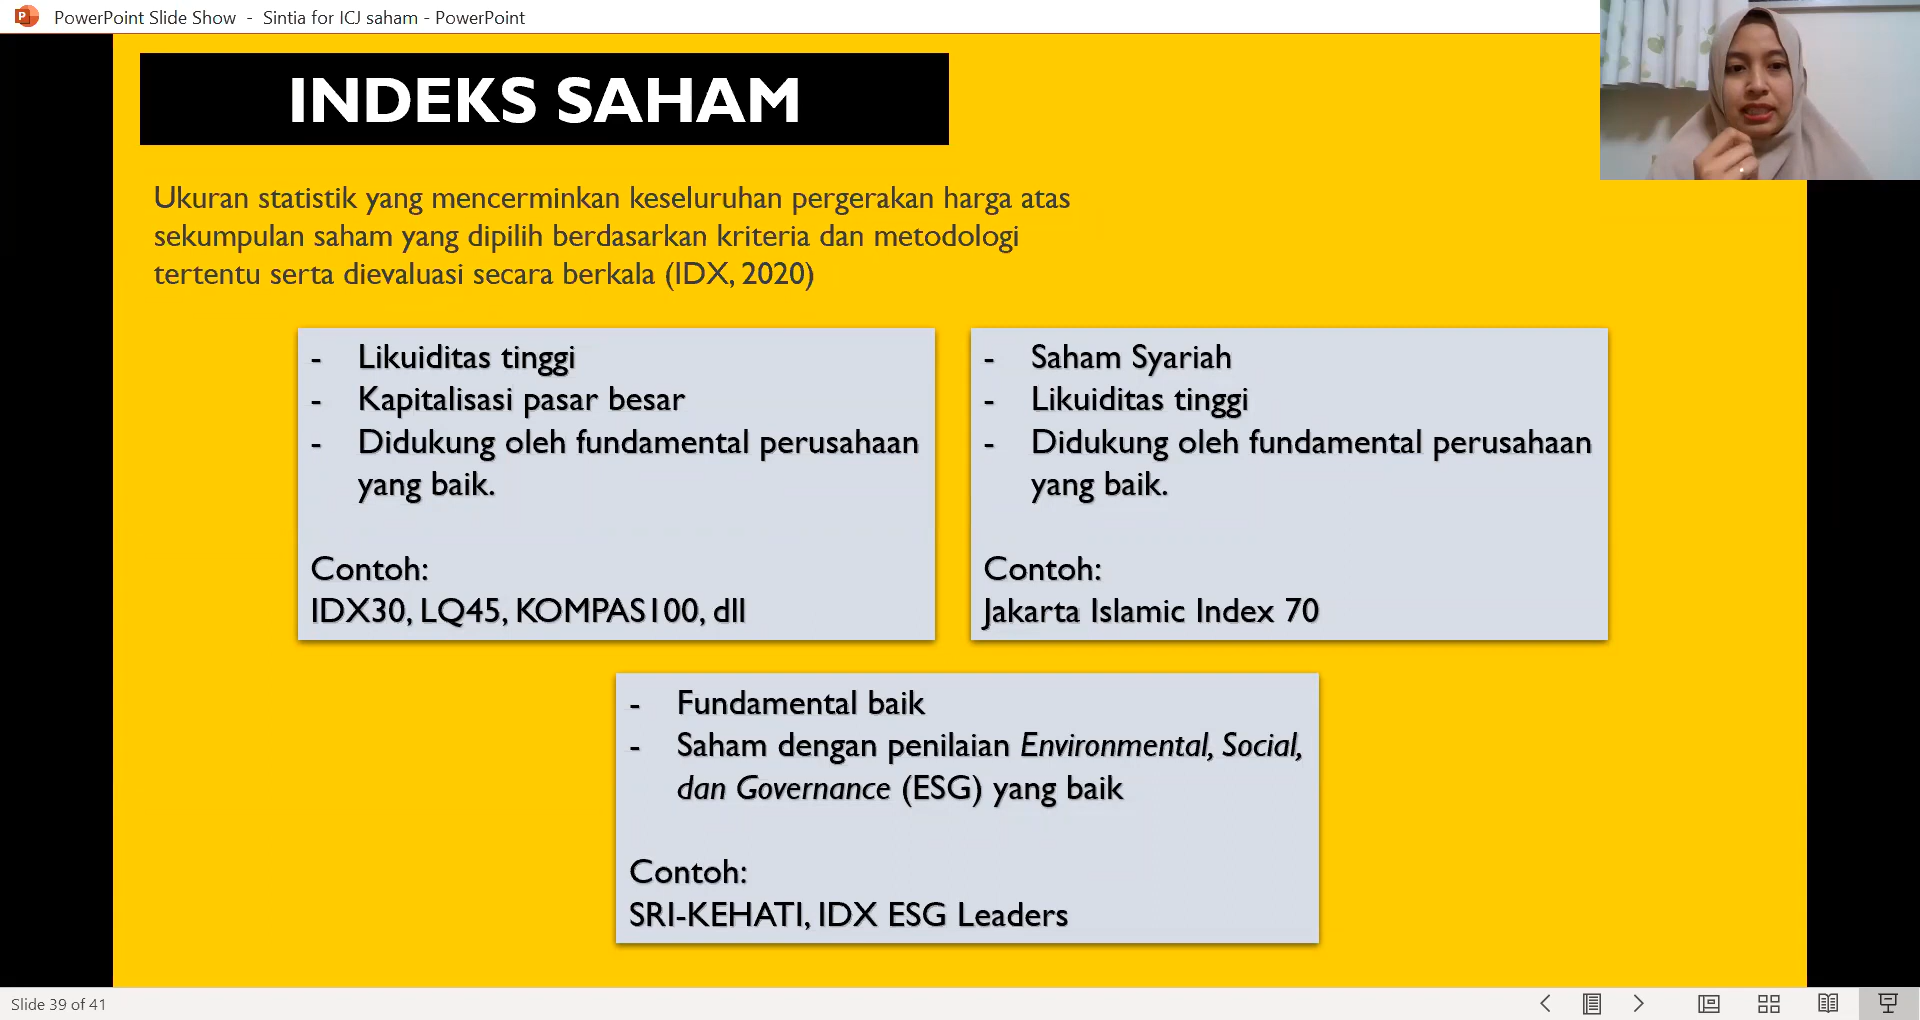 PowerPoint Slide Show - Sintia for ICJ saham - PowerPoint
INDEKS SAHAM
Ukuran statistik yang mencerminkan keseluruhan pergerakan harga atas
sekumpulan saham yang dipilih berdasarkan kriteria dan metodologi
tertentu serta dievaluasi secara berkala (IDX, 2020)
- Likuiditas tinggi
- Kapitalisasi pasar besar
- Didukung oleh fundamental perusahaan
yang baik.
Contoh:
IDX30, LQ45, KOMPAS100, dll
- Saham Syariah
- Likuiditas tinggi
- Didukung oleh fundamental perusahaan
yang baik.
Contoh:
Jakarta Islamic Index 70
- Fundamental baik
- Saham dengan penilaian Environmental, Social,
dan Governance (ESG) yang baik
Contoh:
SRI-KEHATI, IDX ESG Leaders
Slide 39 of 41